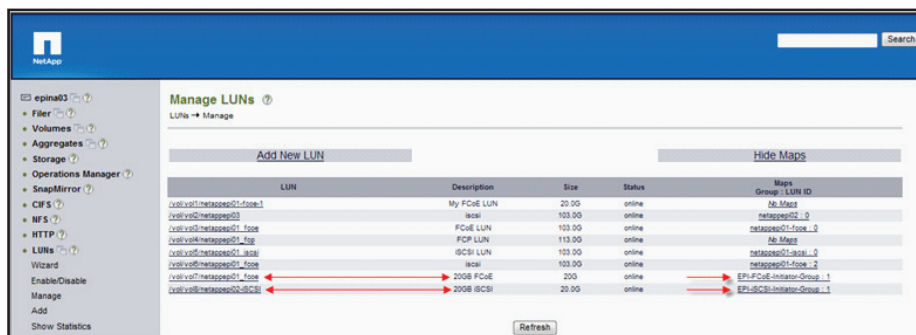 Search
NetApp
epina03
Filer
Volumes
Aggregates
Storage
Operations Manager
SnapMirror
CIFS
NFS
HTTP
LUNs
Wizard
Enable/Disable
Manage
Add
Show Statistics
Manage LUNs
LUNs → Manage
Add New LUN Hide Maps
LUN Description Size Status Maps Group : LUN ID
/vol/vol1/netappepi01-fcoe-1 My FCoE LUN 20.0G online No Maps
/vol/vol2/netappepi03 iscsi 103.0G online netappepi02 : 0
/vol/vol3/netappepi01_fcoe FCoE LUN 103.0G online netappepi01-fcoe : 0
/vol/vol4/netappepi01_fcp FCP LUN 113.0G online No Maps
/vol/vol5/netappepi01_iscsi iSCSI LUN 103.0G online netappepi01-iscsi : 0
/vol/vol6/netappepi01_fcoe iscsi 103.0G online netappepi01-fcoe : 2
/vol/vol7/netappepi01_fcoe 20GB FCoE 20G online EPI-FCoE-Initiator-Group : 1
/vol/vol8/netappepi02-iSCSI 20GB iSCSI 20.0G online EPI-iSCSI-Initiator-Group : 1
Refresh